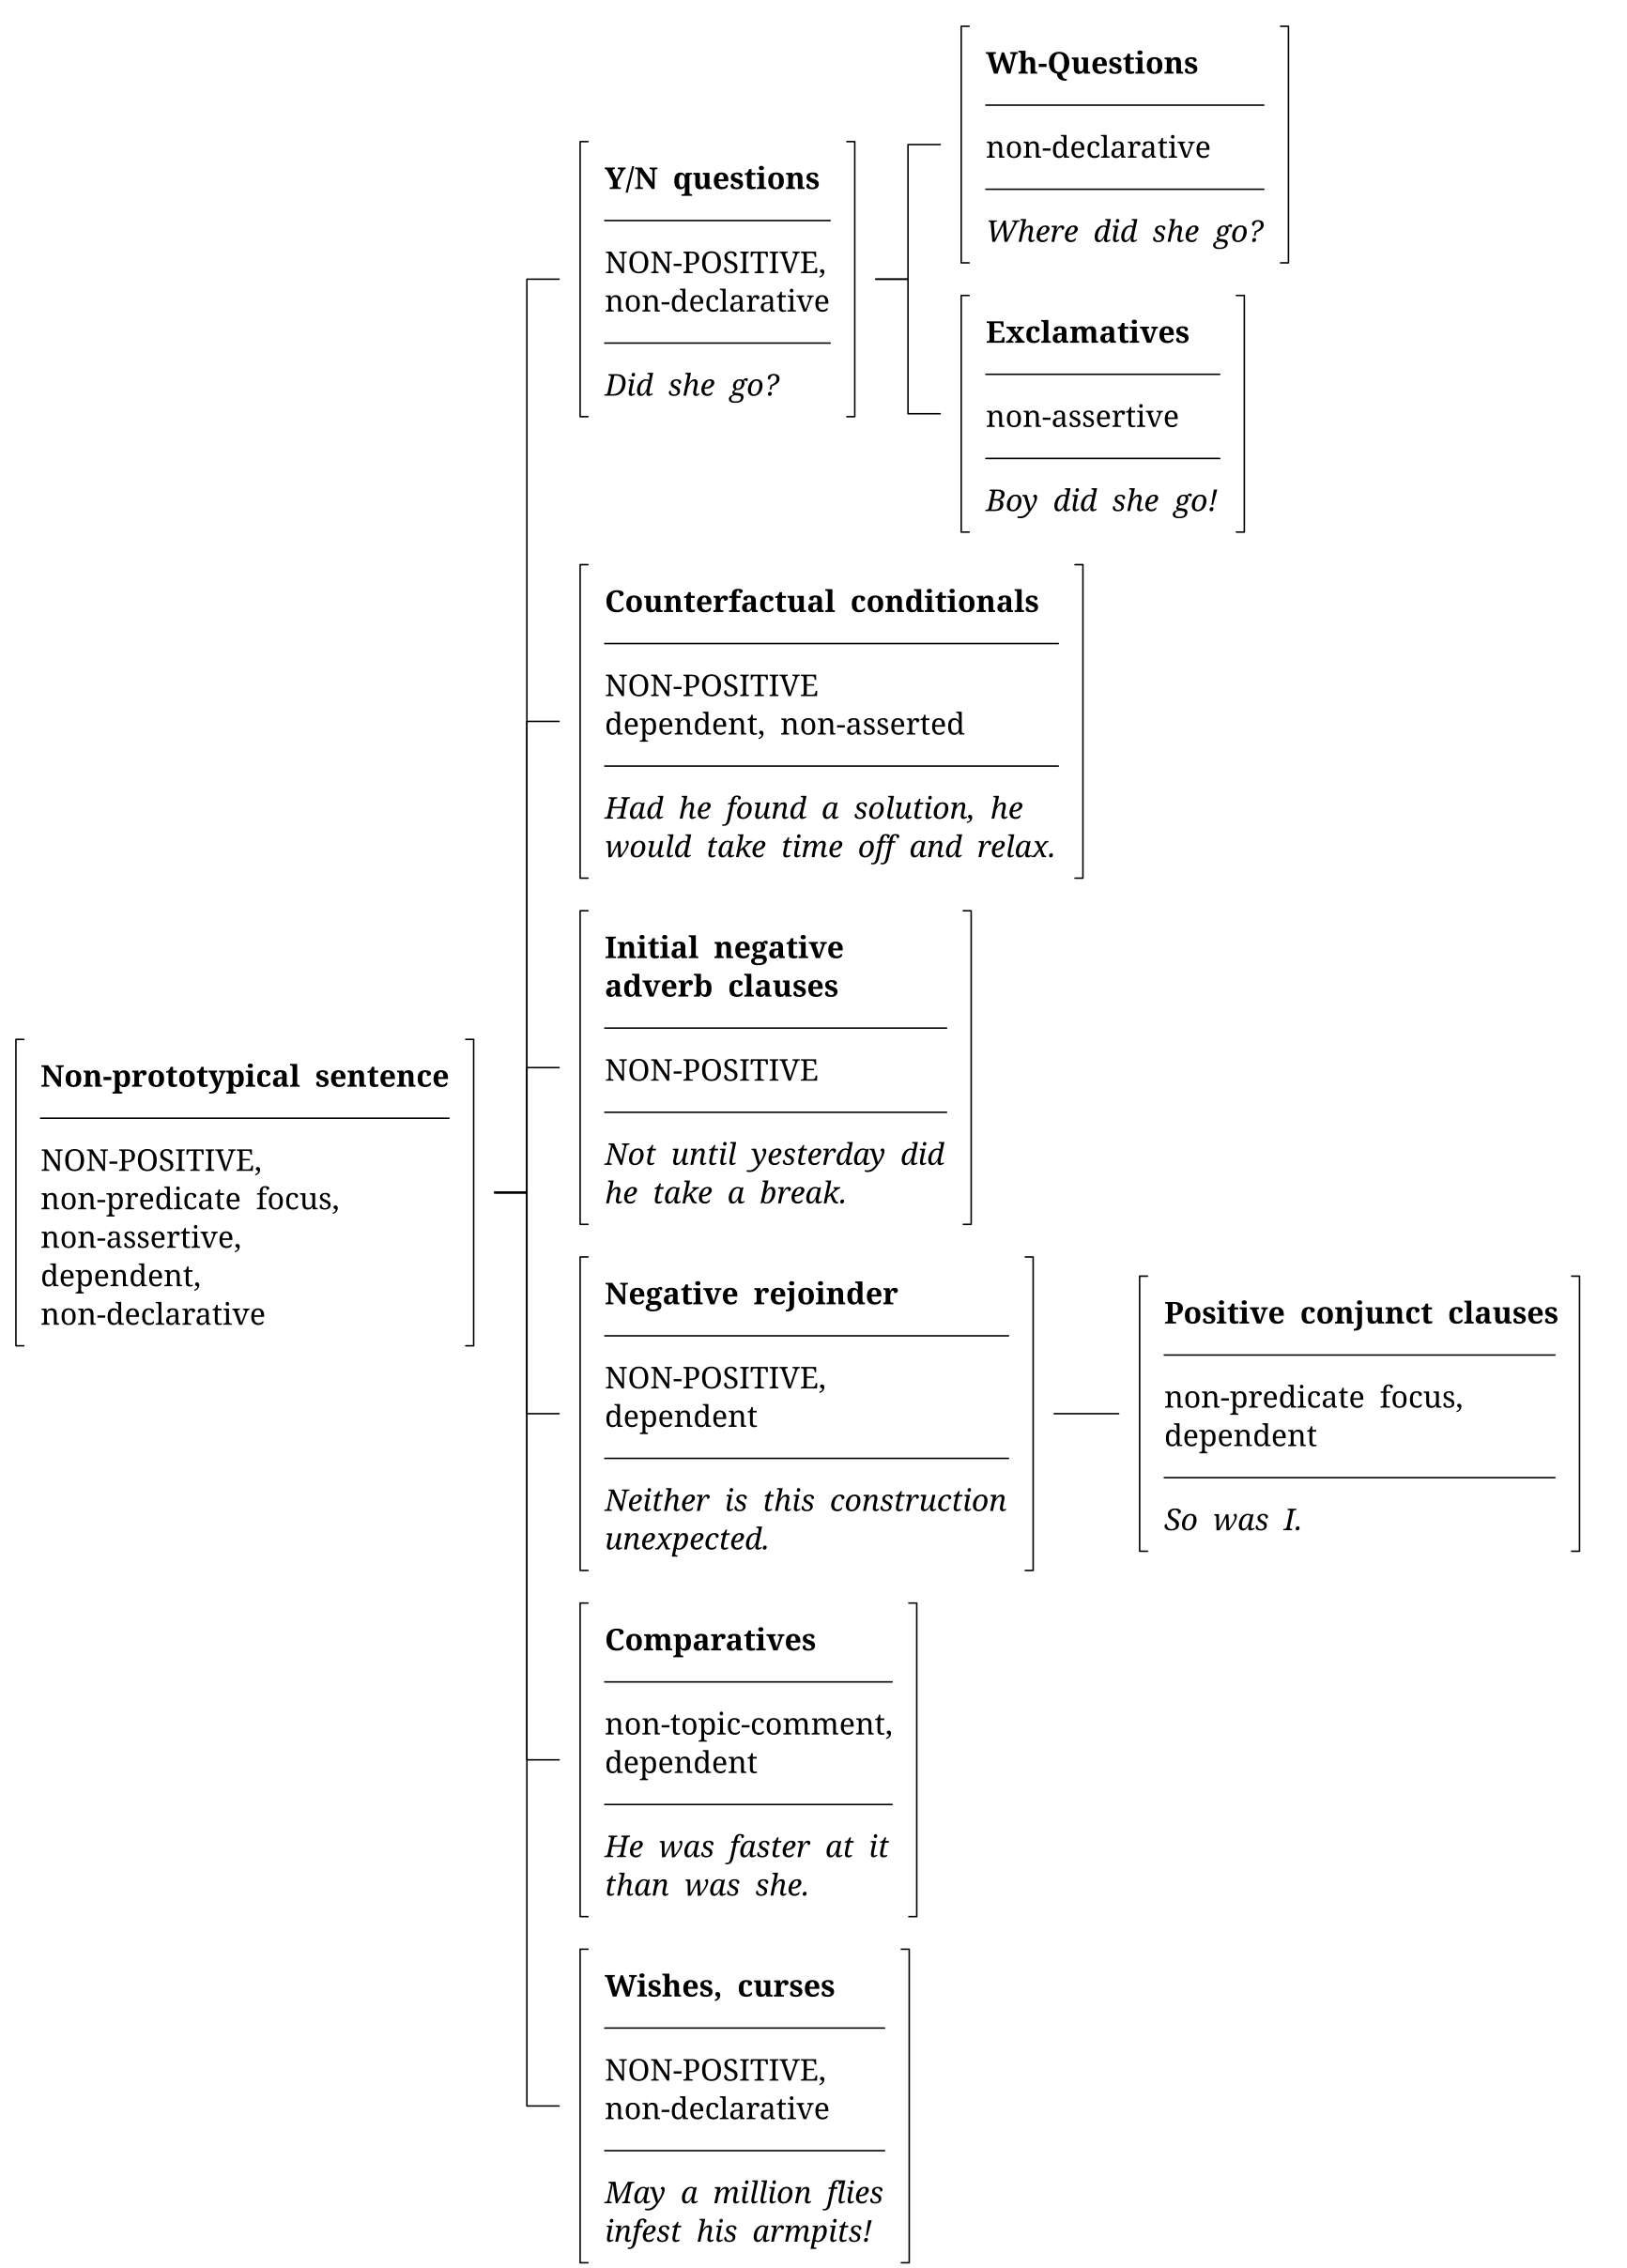 Wh-Questions
non-declarative
Where did she go?
Y/N questions
NON-POSITIVE,
non-declarative
Did she go?
Exclamatives
non-assertive
Boy did she go!
Counterfactual conditionals
NON-POSITIVE
dependent, non-asserted
Had he found a solution, he
would take time off and relax.
Initial negative
adverb clauses
NON-POSITIVE
Not until yesterday did
he take a break.
Non-prototypical sentence
NON-POSITIVE,
non-predicate focus,
non-assertive,
dependent,
non-declarative
Negative rejoinder
NON-POSITIVE,
dependent
Neither is this construction
unexpected.
Positive conjunct clauses
non-predicate focus,
dependent
So was I.
Comparatives
non-topic-comment,
dependent
He was faster at it
than was she.
Wishes, curses
NON-POSITIVE,
non-declarative
May a million flies
infest his armpits!